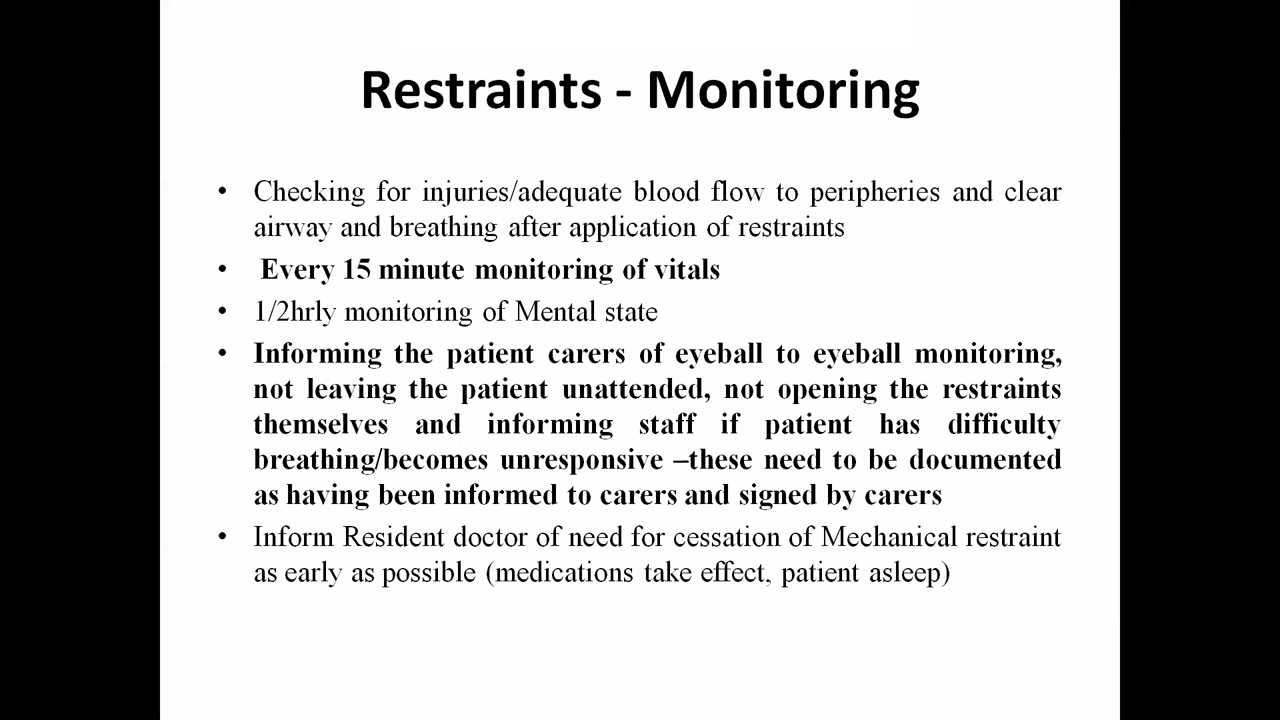 Restraints - Monitoring
• Checking for injuries/adequate blood flow to peripheries and clear
airway and breathing after application of restraints
• Every 15 minute monitoring of vitals
• 1/2hrly monitoring of Mental state
• Informing the patient carers of eyeball to eyeball monitoring,
not leaving the patient unattended, not opening the restraints
themselves and informing staff if patient has difficulty
breathing/becomes unresponsive –these need to be documented
as having been informed to carers and signed by carers
• Inform Resident doctor of need for cessation of Mechanical restraint
as early as possible (medications take effect, patient asleep)